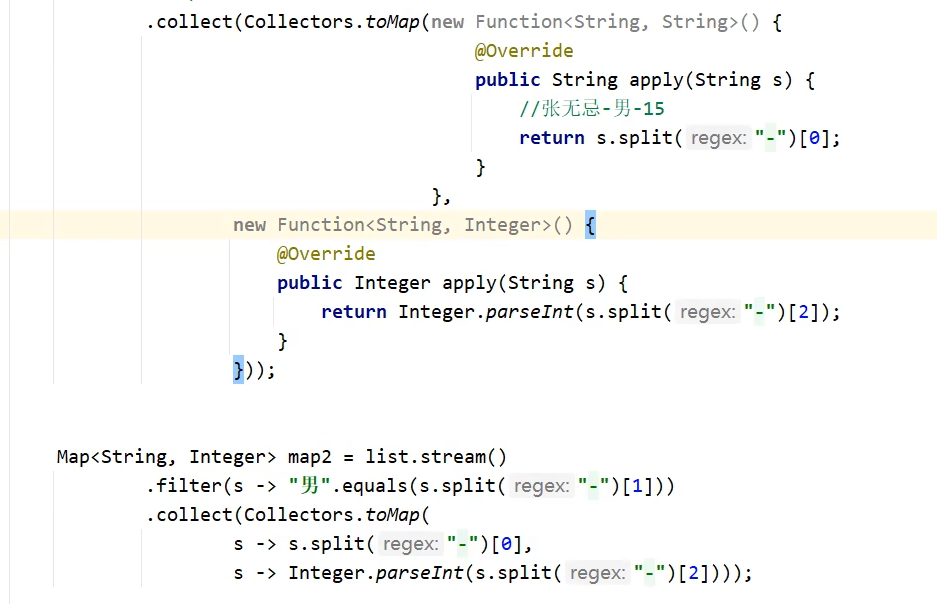 .collect(Collectors.toMap(new Function<String, String>() {
@Override
public String apply(String s) {
//张无忌-男-15
return s.split( regex: "-")[0];
}
},
new Function<String, Integer>() {
@Override
public Integer apply(String s) {
return Integer.parseInt(s.split( regex: "-")[2]);
}
}));
Map<String, Integer> map2 = list.stream()
.filter(s -> "男".equals(s.split( regex: "-")[1]))
.collect(Collectors.toMap(
s -> s.split( regex: "-")[0],
s -> Integer.parseInt(s.split( regex: "-")[2])));